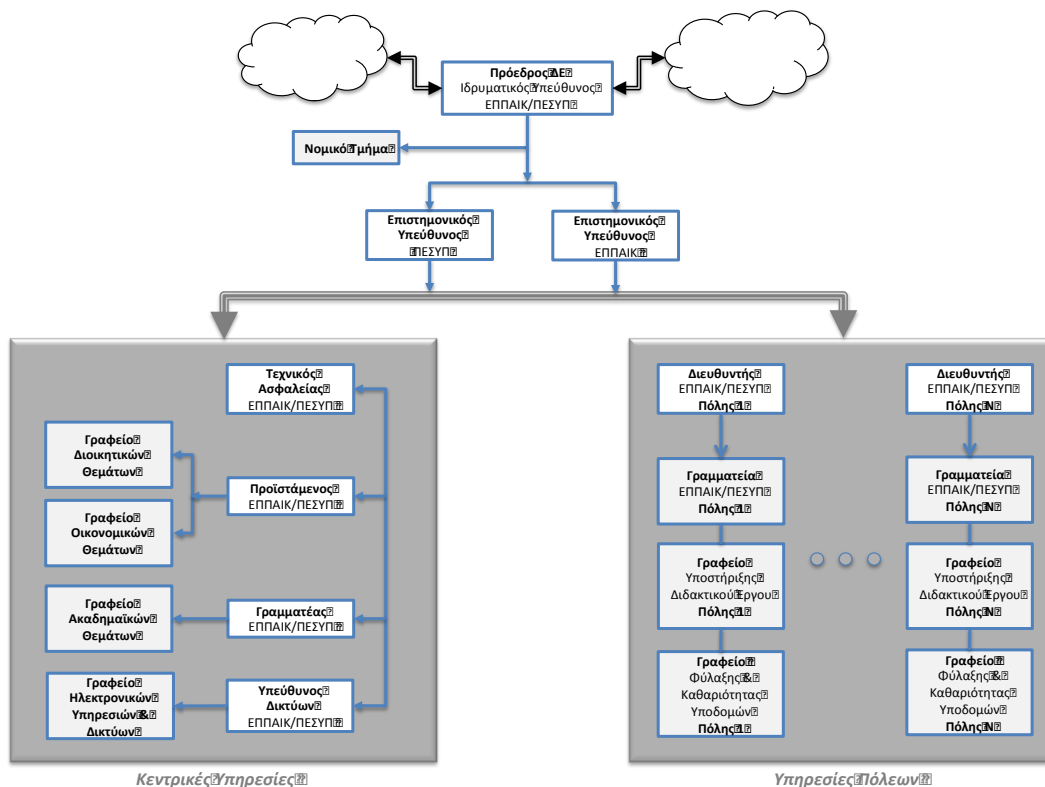 Πρόεδρος ΔΕ
Ιδρυματικός Υπεύθυνος
ΕΠΠΑΙΚ/ΠΕΣΥΠ
Νομικό Τμήμα
Επιστημονικός
Υπεύθυνος
ΠΕΣΥΠ
Επιστημονικός
Υπεύθυνος
ΕΠΠΑΙΚ
Τεχνικός
Ασφαλείας
ΕΠΠΑΙΚ/ΠΕΣΥΠ
Γραφείο
Διοικητικών
Θεμάτων
Προϊστάμενος
ΕΠΠΑΙΚ/ΠΕΣΥΠ
Γραφείο
Οικονομικών
Θεμάτων
Γραφείο
Ακαδημαϊκών
Θεμάτων
Γραμματέας
ΕΠΠΑΙΚ/ΠΕΣΥΠ
Γραφείο
Ηλεκτρονικών
Υπηρεσιών &
Δικτύων
Υπεύθυνος
Δικτύων
ΕΠΠΑΙΚ/ΠΕΣΥΠ
Κεντρικές Υπηρεσίες
Διευθυντής
ΕΠΠΑΙΚ/ΠΕΣΥΠ
Πόλης 1
Γραμματεία
ΕΠΠΑΙΚ/ΠΕΣΥΠ
Πόλης 1
Γραφείο
Υποστήριξης
Διδακτικού Έργου
Πόλης 1
Γραφείο
Φύλαξης &
Καθαριότητας
Υποδομών
Πόλης 1
Διευθυντής
ΕΠΠΑΙΚ/ΠΕΣΥΠ
Πόλης Ν
Γραμματεία
ΕΠΠΑΙΚ/ΠΕΣΥΠ
Πόλης Ν
Γραφείο
Υποστήριξης
Διδακτικού Έργου
Πόλης Ν
Γραφείο
Φύλαξης &
Καθαριότητας
Υποδομών
Πόλης Ν
Υπηρεσίες Πόλεων